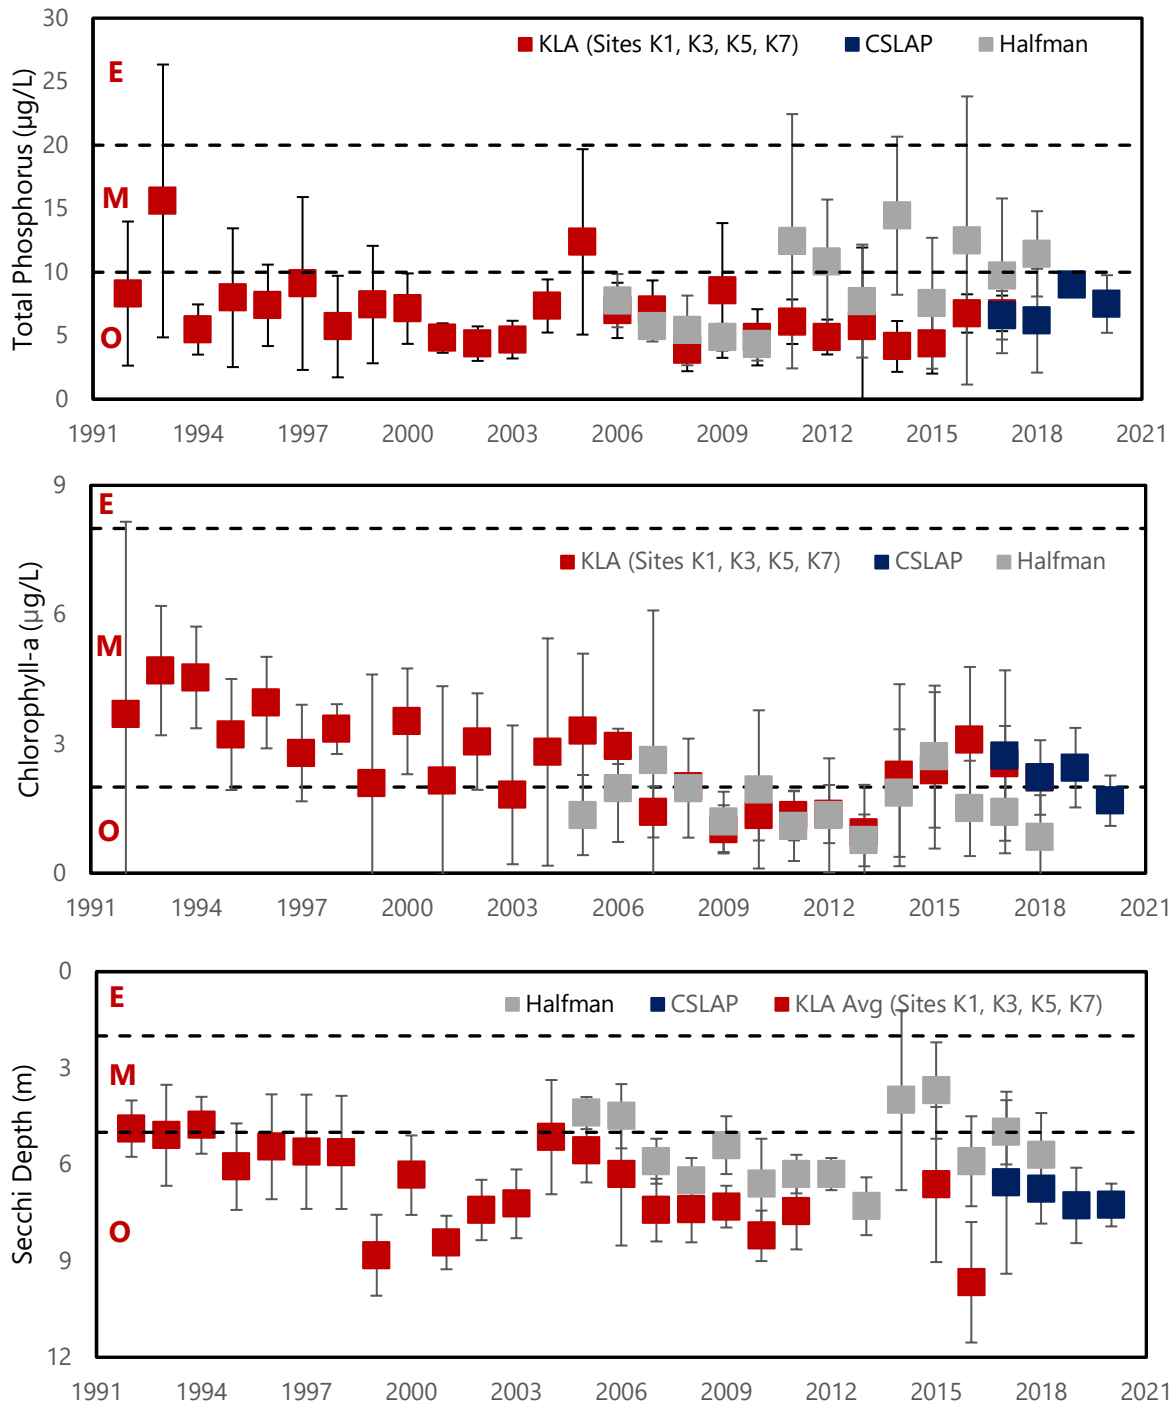 30
KLA (Sites K1, K3, K5, K7) CSLAP Halfman
E
25
20
M
15
10
O
5
0
Total Phosphorus (µg/L)
1991 1994 1997 2000 2003 2006 2009 2012 2015 2018 2021
9
E
KLA (Sites K1, K3, K5, K7) CSLAP Halfman
6
M
3
O
0
Chlorophyll-a (µg/L)
1991 1994 1997 2000 2003 2006 2009 2012 2015 2018 2021
0
E
Halfman CSLAP KLA Avg (Sites K1, K3, K5, K7)
3
M
6
O
9
12
Secchi Depth (m)
1991 1994 1997 2000 2003 2006 2009 2012 2015 2018 2021